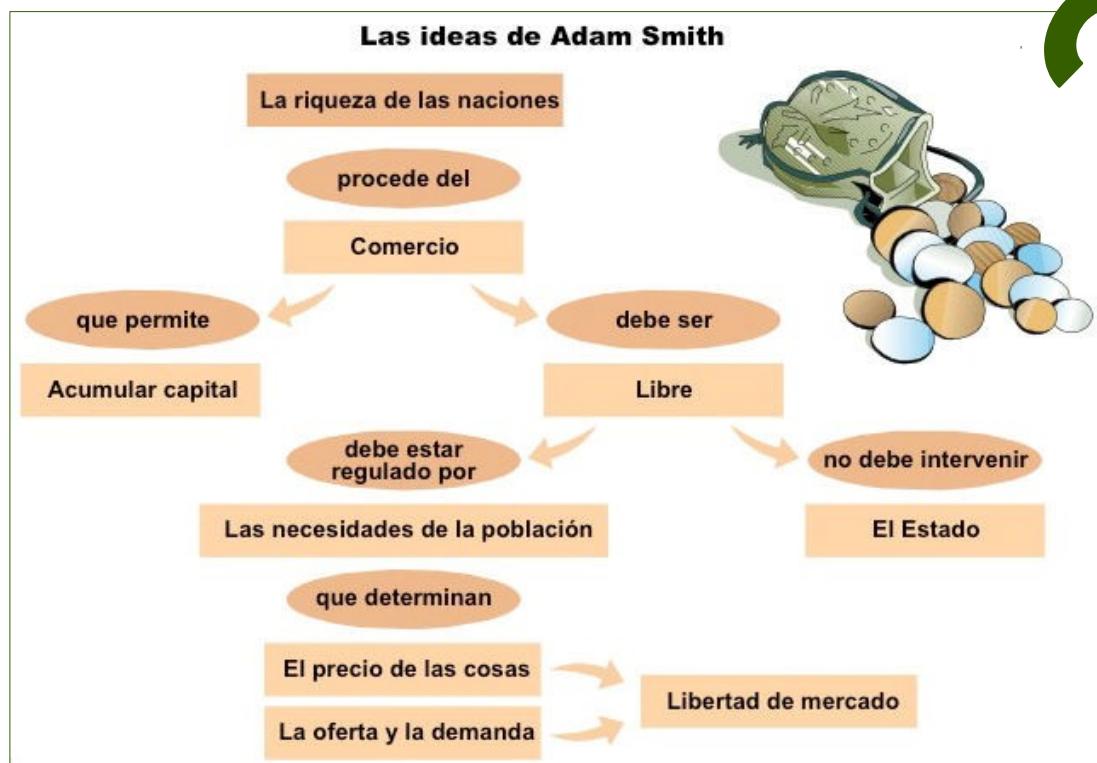 Las ideas de Adam Smith
La riqueza de las naciones
procede del
Comercio
que permite
debe ser
Acumular capital
Libre
debe estar
regulado por
no debe intervenir
Las necesidades de la población
El Estado
que determinan
El precio de las cosas
Libertad de mercado
La oferta y la demanda